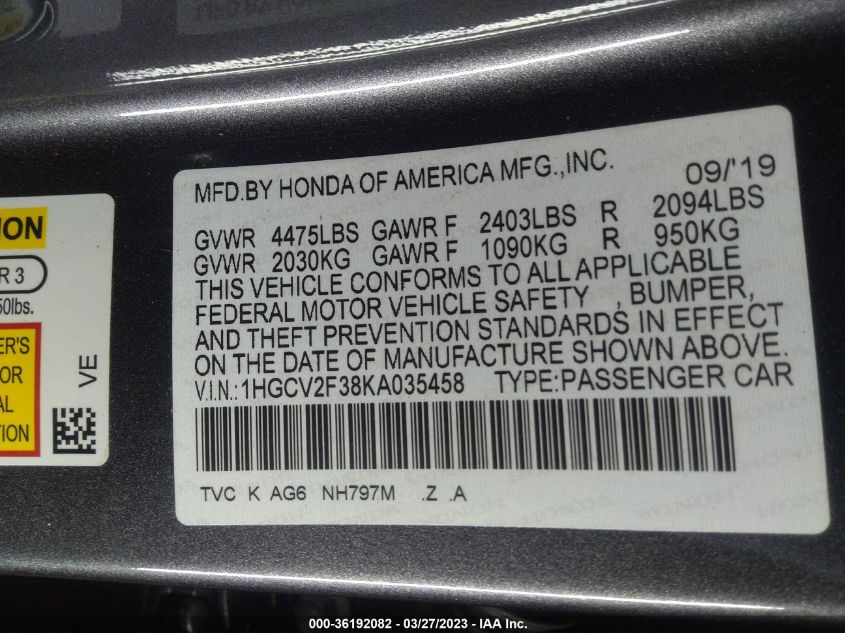 MFD.BY HONDA OF AMERICA MFG.,INC. 09/'19
GVWR 4475LBS GAWR F 2403LBS R 2094LBS
GVWR 2030KG GAWR F 1090KG R 950KG
THIS VEHICLE CONFORMS TO ALL APPLICABLE
FEDERAL MOTOR VEHICLE SAFETY , BUMPER,
AND THEFT PREVENTION STANDARDS IN EFFECT
ON THE DATE OF MANUFACTURE SHOWN ABOVE.
V.I.N.:1HGCV2F38KA035458 TYPE:PASSENGER CAR
TVC K AG6 NH797M .Z .A
R 3
50lbs.
VE
000-36192082 - 03/27/2023 - IAA Inc.